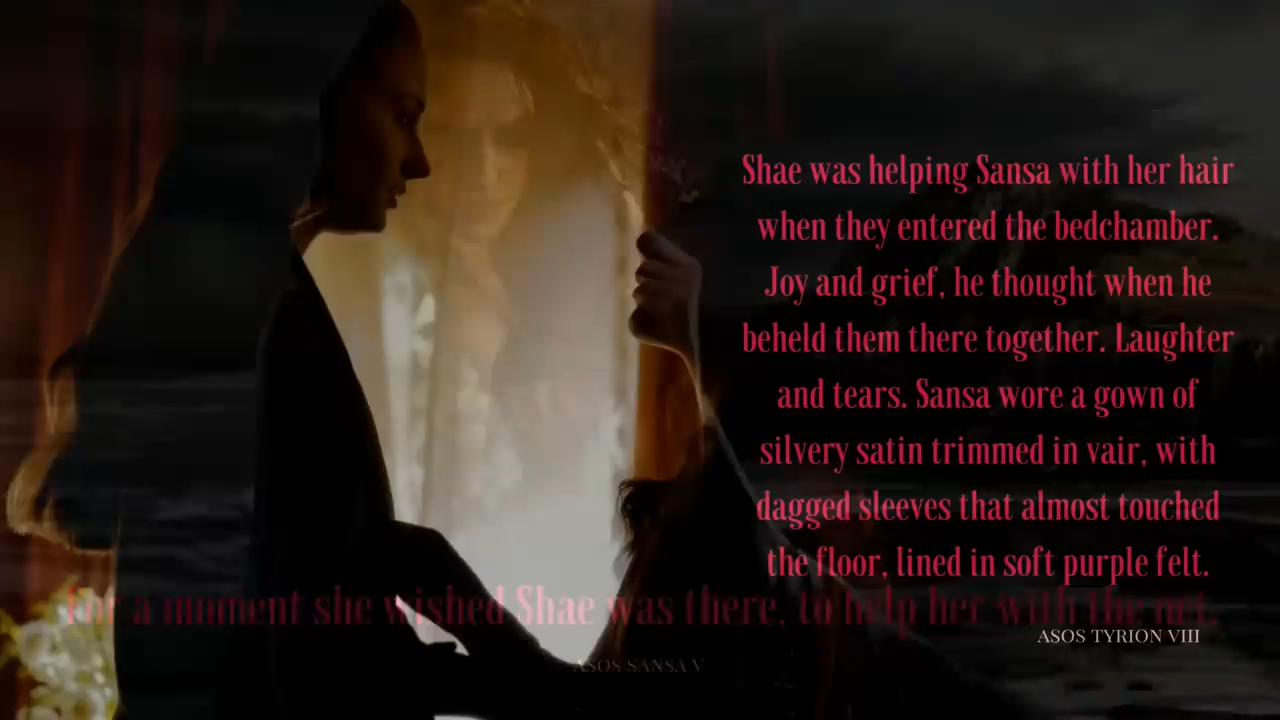 Shae was helping Sansa with her hair
when they entered the bedchamber.
Joy and grief, he thought when he
beheld them there together. Laughter
and tears. Sansa wore a gown of
silvery satin trimmed in vair, with
dagged sleeves that almost touched
the floor, lined in soft purple felt.
For a moment she wished Shae was there, to help her with the net.
ASOS TYRION VIII
ASOS SANSA V